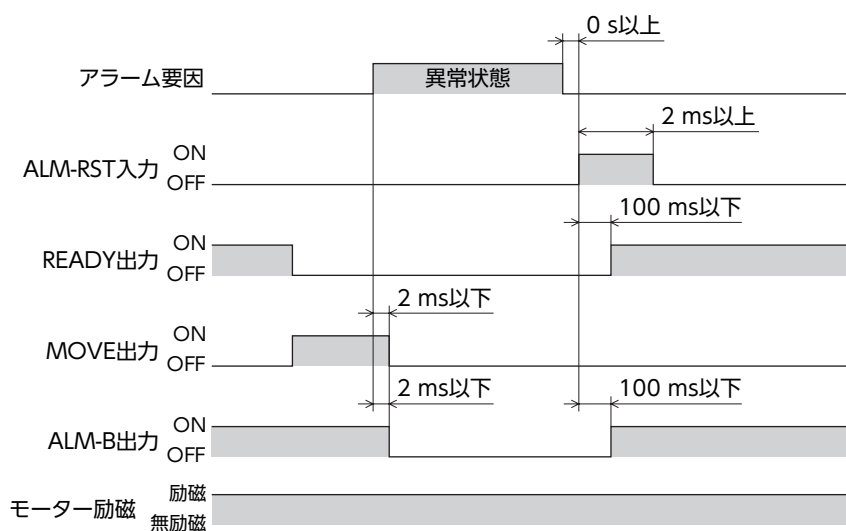 0 s以上
アラーム要因
異常状態
2 ms以上
ALM-RST入力
ON
OFF
100 ms以下
READY出力
ON
OFF
2 ms以下
MOVE出力
ON
OFF
2 ms以下
100 ms以下
ALM-B出力
ON
OFF
モーター励磁
励磁
無励磁